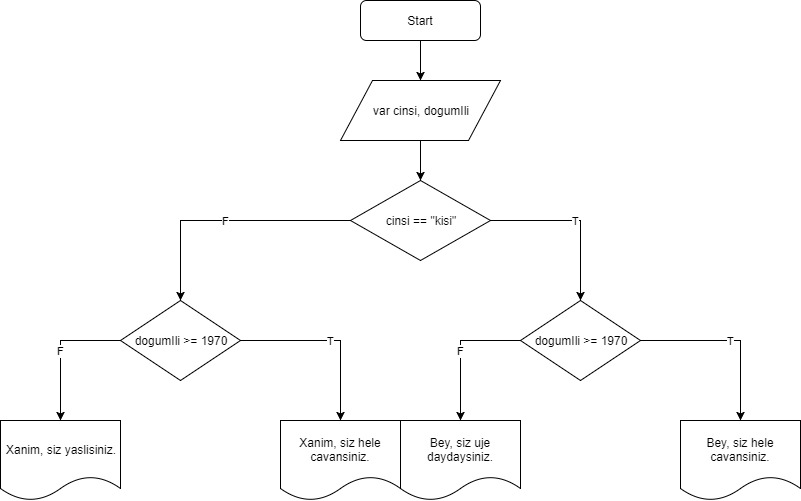 Start
var cinsi, dogumIli
cinsi == "kisi"
F
T
dogumIli >= 1970
dogumIli >= 1970
F
T
F
T
Xanim, siz yaslisiniz.
Xanim, siz hele
cavansiniz.
Bey, siz uje
daydaysiniz.
Bey, siz hele
cavansiniz.